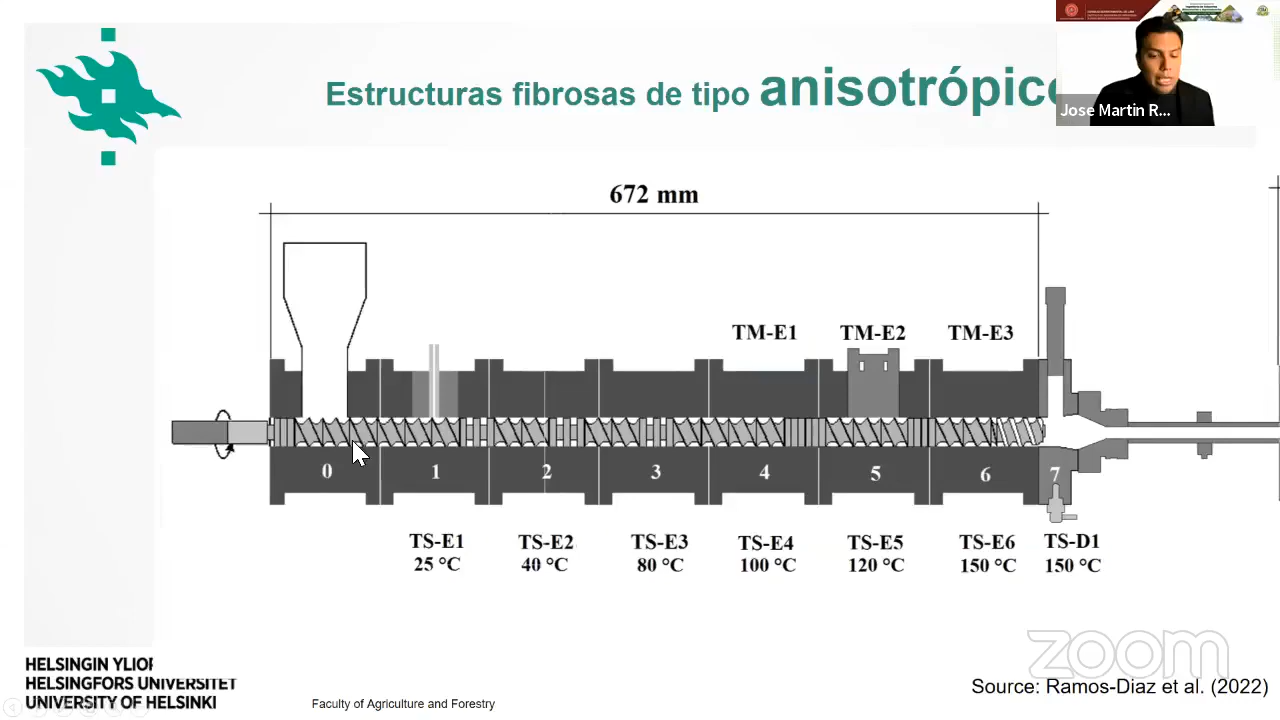 Estructuras fibrosas de tipo anisotrópico
Jose Martin R...
672 mm
TM-E1 TM-E2 TM-E3
0 1 2 3 4 5 6 7
TS-E1 TS-E2 TS-E3 TS-E4 TS-E5 TS-E6 TS-D1
25 °C 40 °C 80 °C 100 °C 120 °C 150 °C 150 °C
zoom
HELSINGIN YLIOP
HELSINGFORS UNIVERSITET
UNIVERSITY OF HELSINKI
Faculty of Agriculture and Forestry
Source: Ramos-Diaz et al. (2022)